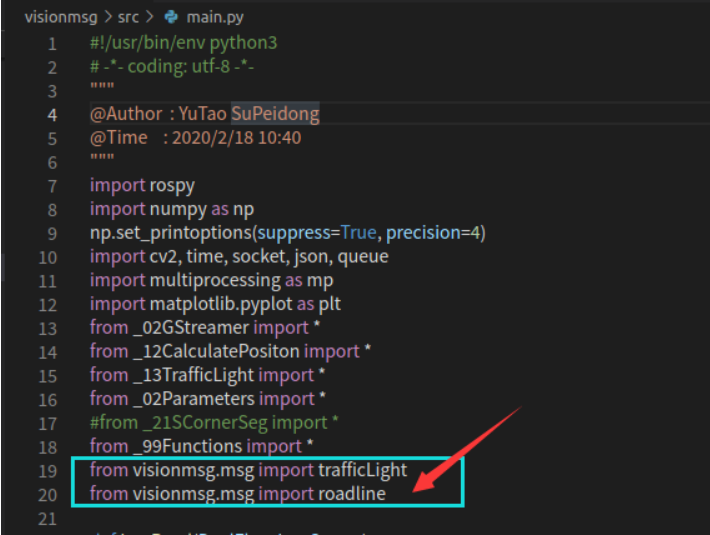 visionmsg > src > main.py
1 #!/usr/bin/env python3
2 # -*- coding: utf-8 -*-
3 """
4 @Author : YuTao SuPeidong
5 @Time : 2020/2/18 10:40
6 """
7 import rospy
8 import numpy as np
9 np.set_printoptions(suppress=True, precision=4)
10 import cv2, time, socket, json, queue
11 import multiprocessing as mp
12 import matplotlib.pyplot as plt
13 from _02GStreamer import *
14 from _12CalculatePositon import *
15 from _13TrafficLight import *
16 from _02Parameters import *
17 #from _21SCornerSeg import *
18 from _99Functions import *
19 from visionmsg.msg import trafficLight
20 from visionmsg.msg import roadline
21